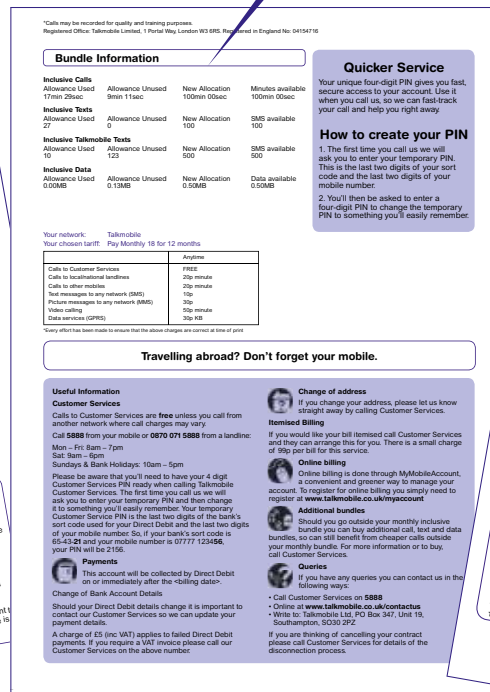 *Calls may be recorded for quality and training purposes.
Registered Office: Talkmobile Limited, 1 Portal Way, London W3 6RS. Registered in England No: 04154716
Bundle Information
Inclusive Calls
Allowance Used Allowance Unused New Allocation Minutes available
17min 29sec 9min 11sec 100min 00sec 100min 00sec
Inclusive Texts
Allowance Used Allowance Unused New Allocation SMS available
27 0 100 100
Inclusive Talkmobile Texts
Allowance Used Allowance Unused New Allocation SMS available
10 123 500 500
Inclusive Data
Allowance Used Allowance Unused New Allocation Data available
0.00MB 0.13MB 0.50MB 0.50MB
Quicker Service
Your unique four-digit PIN gives you fast,
secure access to your account. Use it
when you call us, so we can fast-track
your call and help you right away.
How to create your PIN
1. The first time you call us we will
ask you to enter your temporary PIN.
This is the last two digits of your sort
code and the last two digits of your
mobile number.
2. You'll then be asked to enter a
four-digit PIN to change the temporary
PIN to something you'll easily remember.
Your network: Talkmobile
Your chosen tariff: Pay Monthly 18 for 12 months
Anytime
Calls to Customer Services FREE
Calls to local/national landlines 20p minute
Calls to other mobiles 20p minute
Text messages to any network (SMS) 10p
Picture messages to any network (MMS) 30p
Video calling 50p minute
Data services (GPRS) 30p KB
*Every effort has been made to ensure that the above charges are correct at time of print
Travelling abroad? Don't forget your mobile.
Useful Information
Customer Services
Calls to Customer Services are free unless you call from
another network where call charges may vary.
Call 5888 from your mobile or 0870 071 5888 from a landline:
Mon – Fri: 8am – 7pm
Sat: 9am – 6pm
Sundays & Bank Holidays: 10am – 5pm
Please be aware that you'll need to have your 4 digit
Customer Services PIN ready when calling Talkmobile
Customer Services. The first time you call us we will
ask you to enter your temporary PIN and then change
it to something you'll easily remember. Your temporary
Customer Service PIN is the last two digits of the bank's
sort code used for your Direct Debit and the last two digits
of your mobile number. So, if your bank's sort code is
65-43-21 and your mobile number is 07777 123456,
your PIN will be 2156.
Payments
This account will be collected by Direct Debit
on or immediately after the <billing date>.
Change of Bank Account Details
Should your Direct Debit details change it is important to
contact our Customer Services so we can update your
payment details.
A charge of £5 (inc VAT) applies to failed Direct Debit
payments. If you require a VAT invoice please call our
Customer Services on the above number.
Change of address
If you change your address, please let us know
straight away by calling Customer Services.
Itemised Billing
If you would like your bill itemised call Customer Services
and they can arrange this for you. There is a small charge
of 99p per bill for this service.
Online billing
Online billing is done through MyMobileAccount,
a convenient and greener way to manage your
account. To register for online billing you simply need to
register at www.talkmobile.co.uk/myaccount
Additional bundles
Should you go outside your monthly inclusive
bundle you can buy additional call, text and data
bundles, so can still benefit from cheaper calls outside
your monthly bundle. For more information or to buy,
call Customer Services.
Queries
If you have any queries you can contact us in the
following ways:
• Call Customer Services on 5888
• Online at www.talkmobile.co.uk/contactus
• Write to: Talkmobile Ltd, PO Box 347, Unit 19,
Southampton, SO30 2PZ
If you are thinking of cancelling your contract
please call Customer Services for details of the
disconnection process.